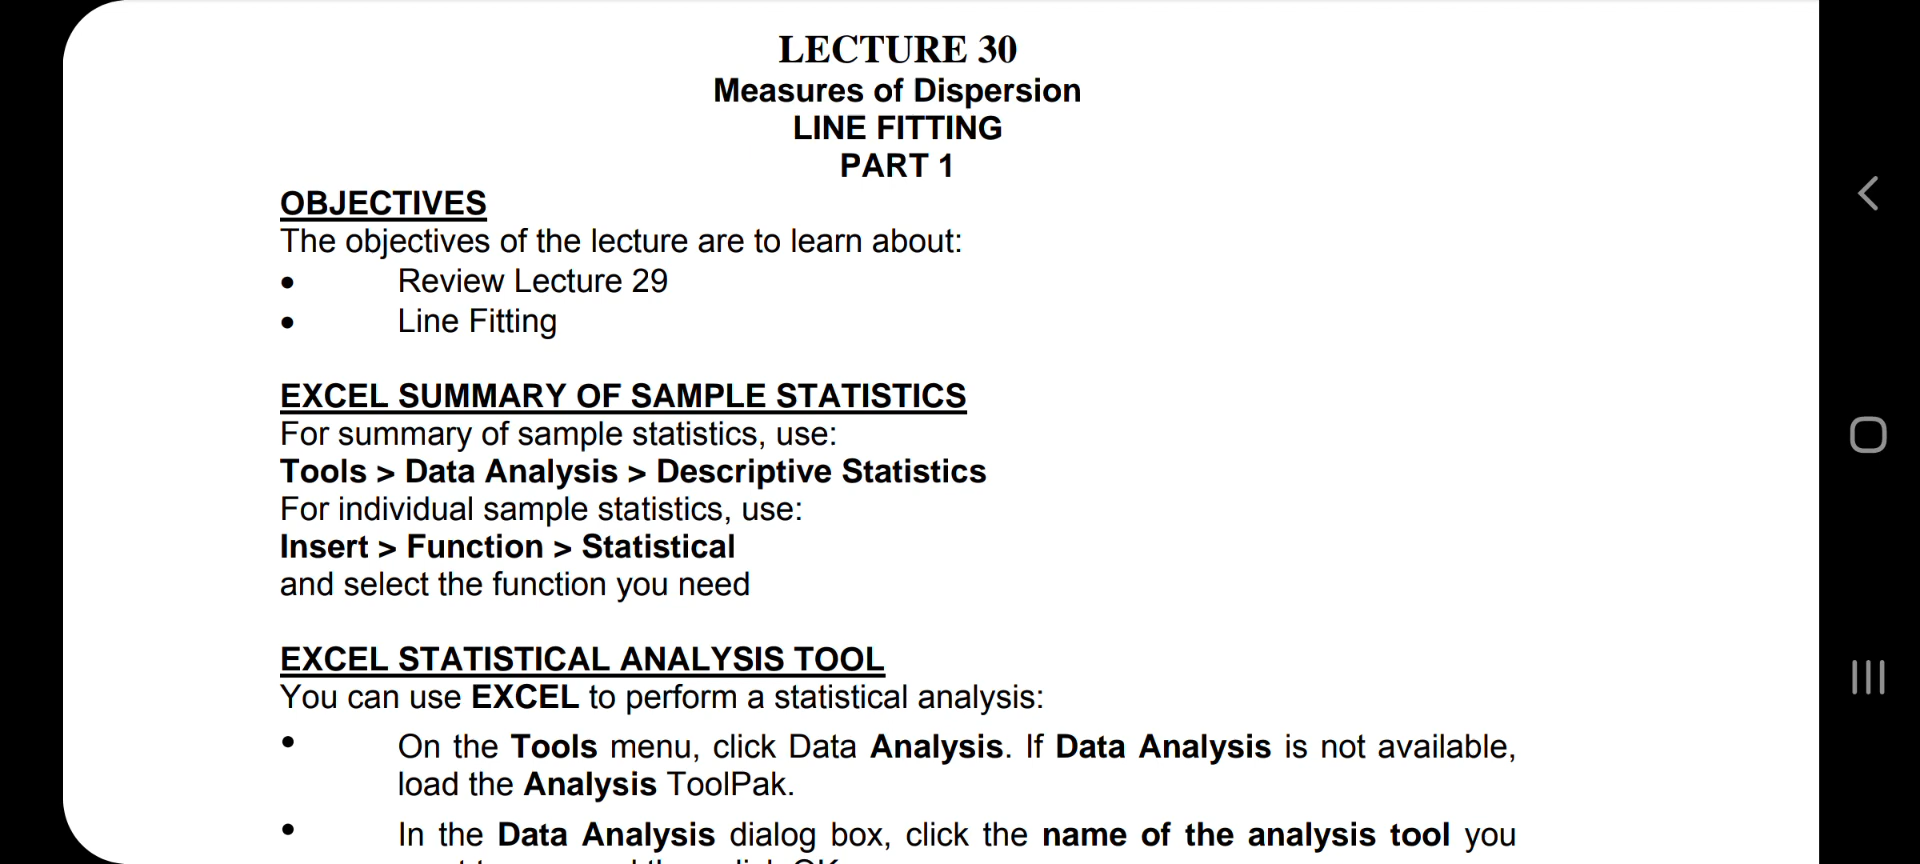 LECTURE 30
Measures of Dispersion
LINE FITTING
PART 1
OBJECTIVES
The objectives of the lecture are to learn about:
• Review Lecture 29
• Line Fitting
EXCEL SUMMARY OF SAMPLE STATISTICS
For summary of sample statistics, use:
Tools > Data Analysis > Descriptive Statistics
For individual sample statistics, use:
Insert > Function > Statistical
and select the function you need
EXCEL STATISTICAL ANALYSIS TOOL
You can use EXCEL to perform a statistical analysis:
• On the Tools menu, click Data Analysis. If Data Analysis is not available,
load the Analysis ToolPak.
• In the Data Analysis dialog box, click the name of the analysis tool you